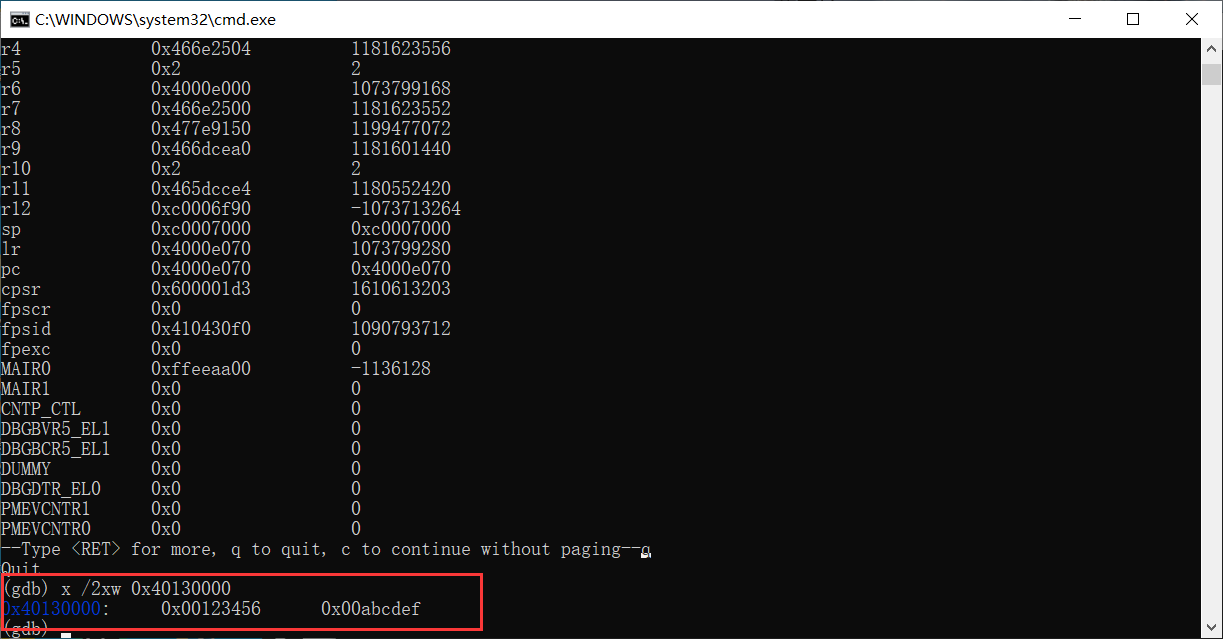 C:\WINDOWS\system32\cmd.exe
r4 0x466e2504 1181623556
r5 0x2 2
r6 0x4000e000 1073799168
r7 0x466e2500 1181623552
r8 0x477e9150 1199477072
r9 0x466dcea0 1181601440
r10 0x2 2
r11 0x465dcce4 1180552420
r12 0xc0006f90 -1073713264
sp 0xc0007000 0xc0007000
lr 0x4000e070 1073799280
pc 0x4000e070 0x4000e070
cpsr 0x600001d3 1610613203
fpscr 0x0 0
fpsid 0x410430f0 1090793712
fpexc 0x0 0
MAIR0 0xffeeaa00 -1136128
MAIR1 0x0 0
CNTP_CTL 0x0 0
DBGBVR5_EL1 0x0 0
DBGBCR5_EL1 0x0 0
DUMMY 0x0 0
DBGDTR_EL0 0x0 0
PMEVCNTR1 0x0 0
PMEVCNTR0 0x0 0
--Type <RET> for more, q to quit, c to continue without paging--q
Quit
(gdb) x /2xw 0x40130000
0x40130000: 0x00123456 0x00abcdef
(gdb)